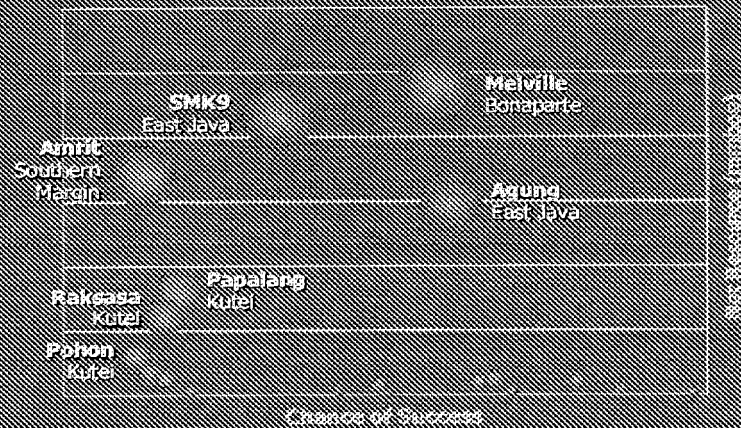 Melville
Bonaparte
SMK9
East Java
Amrit
Southern
Margin
Agung
East Java
Papalang
Kutei
Raksasa
Kutei
Pohon
Kutei
Chance of Success